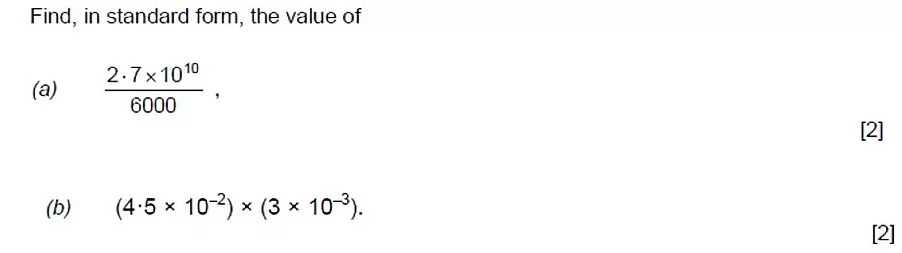 Find, in standard form, the value of
(a) 2·7×10¹⁰
6000 ,
[2]
(b) (4·5 × 10⁻²) × (3 × 10⁻³).
[2]